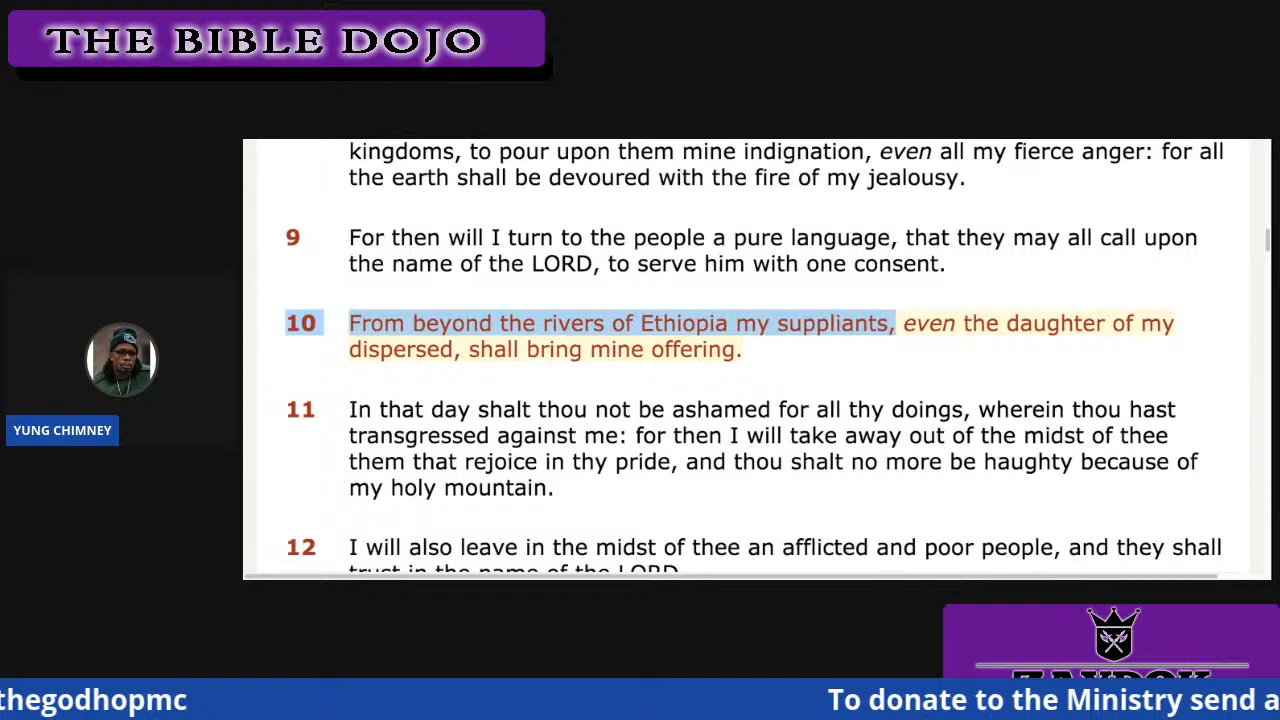 THE BIBLE DOJO
kingdoms, to pour upon them mine indignation, even all my fierce anger: for all
the earth shall be devoured with the fire of my jealousy.
9 For then will I turn to the people a pure language, that they may all call upon
the name of the LORD, to serve him with one consent.
10 From beyond the rivers of Ethiopia my suppliants, even the daughter of my
dispersed, shall bring mine offering.
11 In that day shalt thou not be ashamed for all thy doings, wherein thou hast
transgressed against me: for then I will take away out of the midst of thee
them that rejoice in thy pride, and thou shalt no more be haughty because of
my holy mountain.
12 I will also leave in the midst of thee an afflicted and poor people, and they shall
trust in the name of the LORD
YUNG CHIMNEY
thegodhopmc
To donate to the Ministry send a